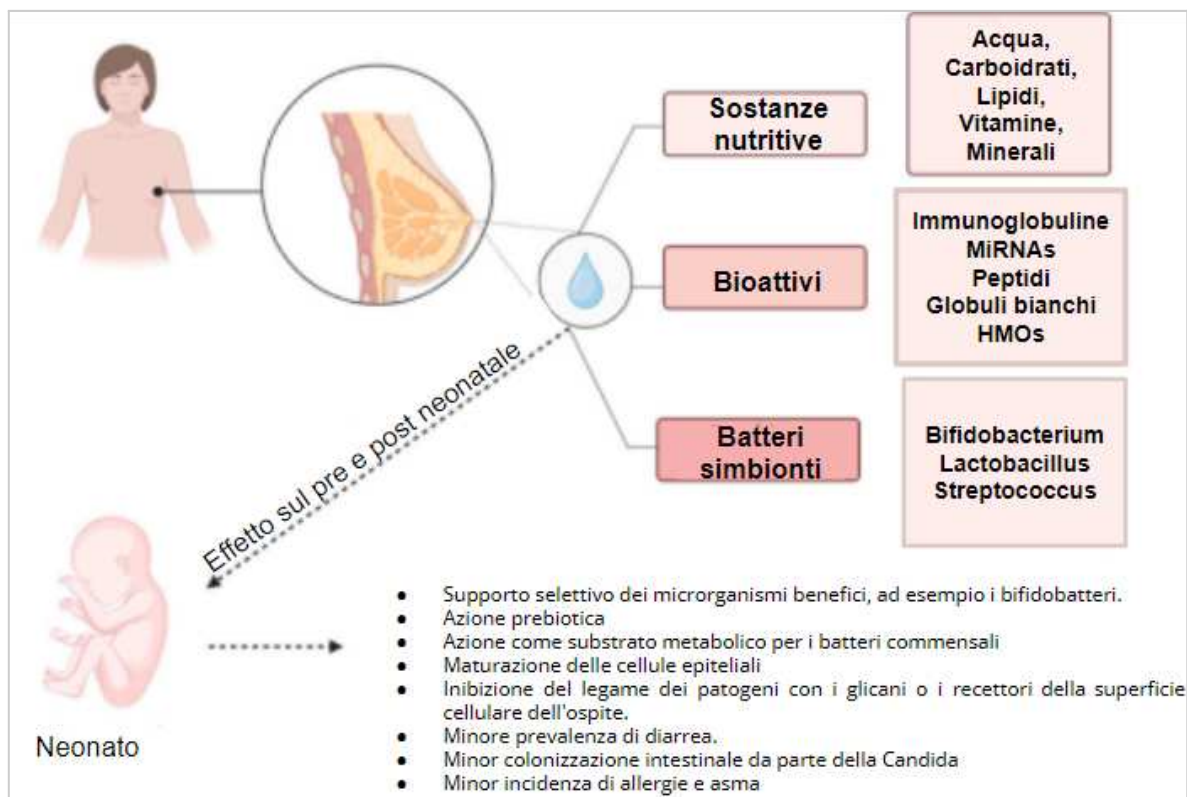 Sostanze
nutritive
Acqua,
Carboidrati,
Lipidi,
Vitamine,
Minerali
Bioattivi
Immunoglobuline
MiRNAs
Peptidi
Globuli bianchi
HMOs
Batteri
simbionti
Bifidobacterium
Lactobacillus
Streptococcus
Effetto sul pre e post neonatale
Neonato
● Supporto selettivo dei microrganismi benefici, ad esempio i bifidobatteri.
● Azione prebiotica
● Azione come substrato metabolico per i batteri commensali
● Maturazione delle cellule epiteliali
● Inibizione del legame dei patogeni con i glicani o i recettori della superficie
cellulare dell'ospite.
● Minore prevalenza di diarrea.
● Minor colonizzazione intestinale da parte della Candida
● Minor incidenza di allergie e asma